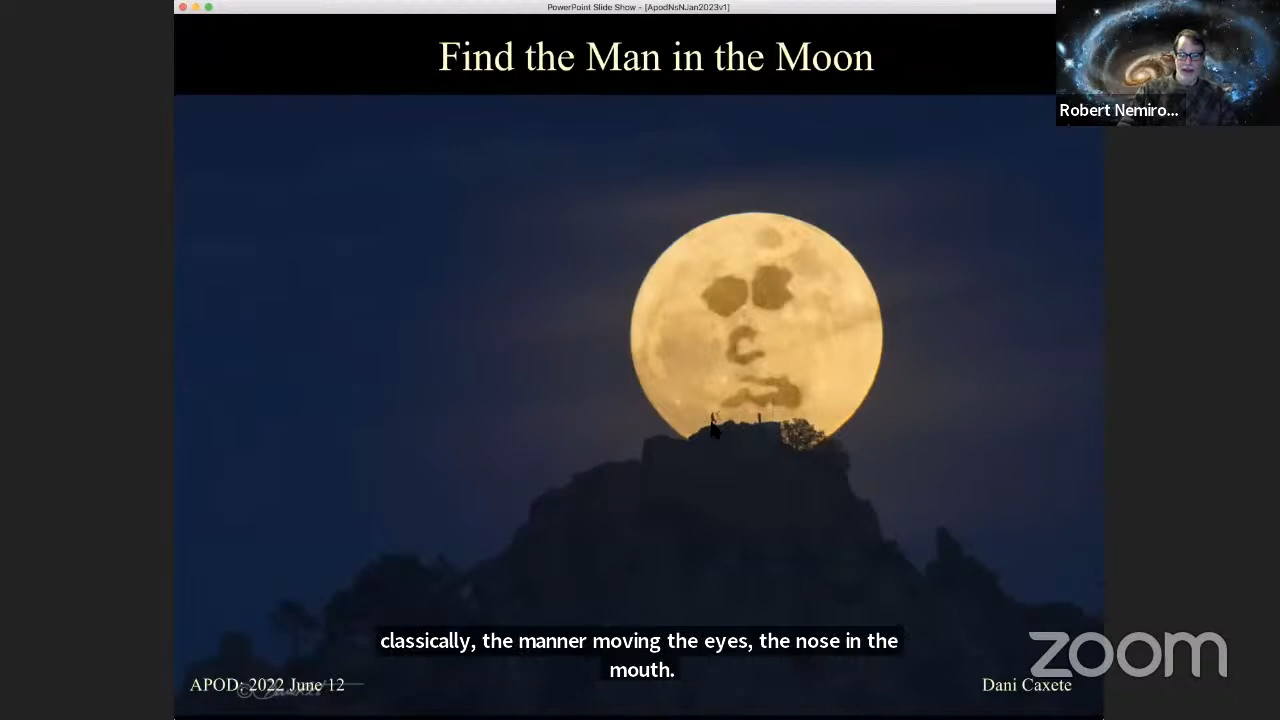 PowerPoint Slide Show - [ApodNsNJan2023v1]
Find the Man in the Moon
Robert Nemiro...
classically, the manner moving the eyes, the nose in the
mouth.
zoom
APOD: 2022 June 12
Dani Caxete